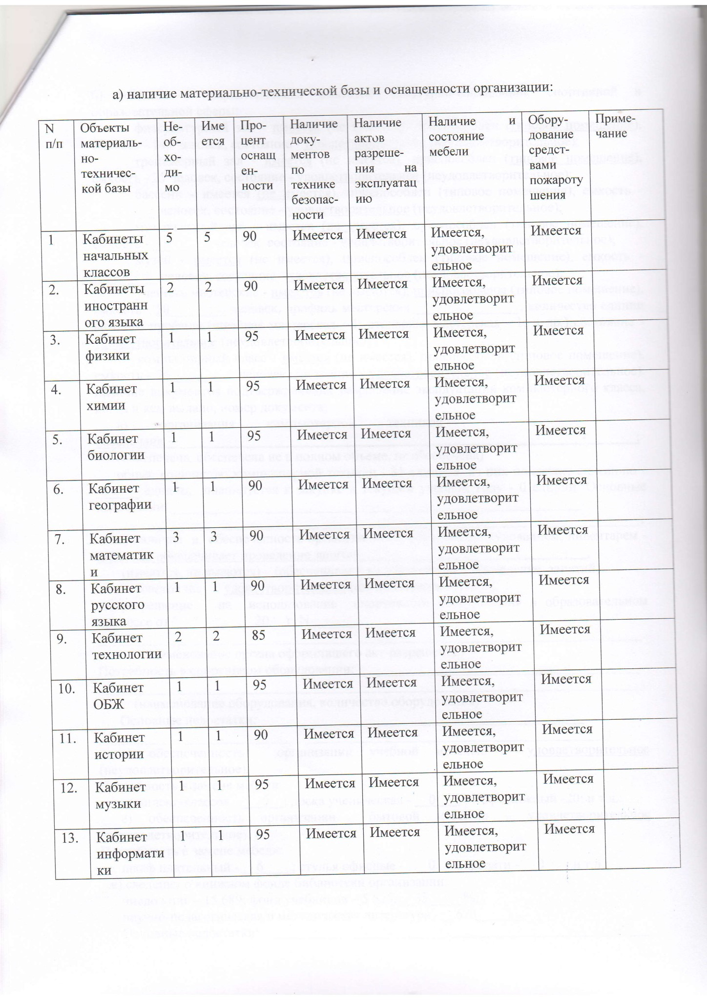 а) наличие материально-технической базы и оснащенности организации:
N п/п Объекты материаль-но-техничес-кой базы Не-об-хо-ди-мо Име ется Про-цент оснащ ен-ности Наличие доку-ментов по технике безопас-ности Наличие актов разреше-ния на эксплуатац ию Наличие и состояние мебели Обору-дование средст-вами пожароту шения Приме-чание
1 Кабинеты начальных классов 5 5 90 Имеется Имеется Имеется, удовлетворит ельное Имеется
2. Кабинеты иностранн ого языка 2 2 90 Имеется Имеется Имеется, удовлетворит ельное Имеется
3. Кабинет физики 1 1 95 Имеется Имеется Имеется, удовлетворит ельное Имеется
4. Кабинет химии 1 1 95 Имеется Имеется Имеется, удовлетворит ельное Имеется
5. Кабинет биологии 1 1 95 Имеется Имеется Имеется, удовлетворит ельное Имеется
6. Кабинет географии 1 1 90 Имеется Имеется Имеется, удовлетворит ельное Имеется
7. Кабинет математик и 3 3 90 Имеется Имеется Имеется, удовлетворит ельное Имеется
8. Кабинет русского языка 1 1 90 Имеется Имеется Имеется, удовлетворит ельное Имеется
9. Кабинет технологии 2 2 85 Имеется Имеется Имеется, удовлетворит ельное Имеется
10. Кабинет ОБЖ 1 1 95 Имеется Имеется Имеется, удовлетворит ельное Имеется
11. Кабинет истории 1 1 90 Имеется Имеется Имеется, удовлетворит ельное Имеется
12. Кабинет музыки 1 1 95 Имеется Имеется Имеется, удовлетворит ельное Имеется
13. Кабинет информати ки 1 1 95 Имеется Имеется Имеется, удовлетворит ельное Имеется